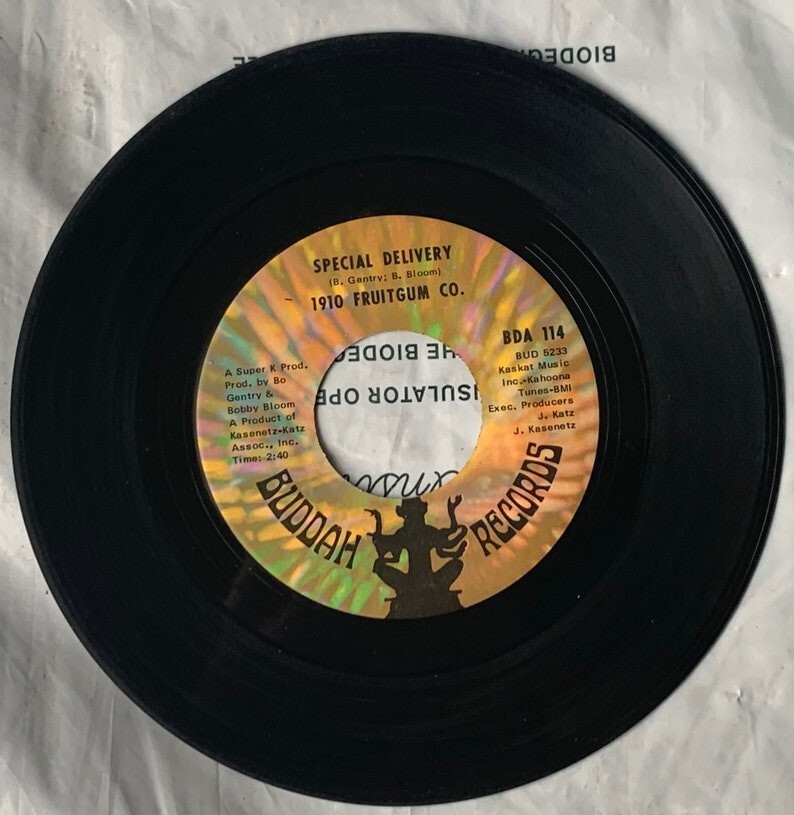 SPECIAL DELIVERY
(B. Gentry; B. Bloom)
1910 FRUITGUM CO.
BDA 114
BUD 5233
Kaskat Music
Inc.-Kahoona
Tunes-BMI
Exec. Producers
J. Katz
J. Kasenetz
A Super K Prod.
Prod. by Bo
Gentry &
Bobby Bloom
A Product of
Kasenetz-Katz
Assoc., Inc.
Time: 2:40
BUDDAH RECORDS
SULATOR OPE
HE BIODEG
BIODEG